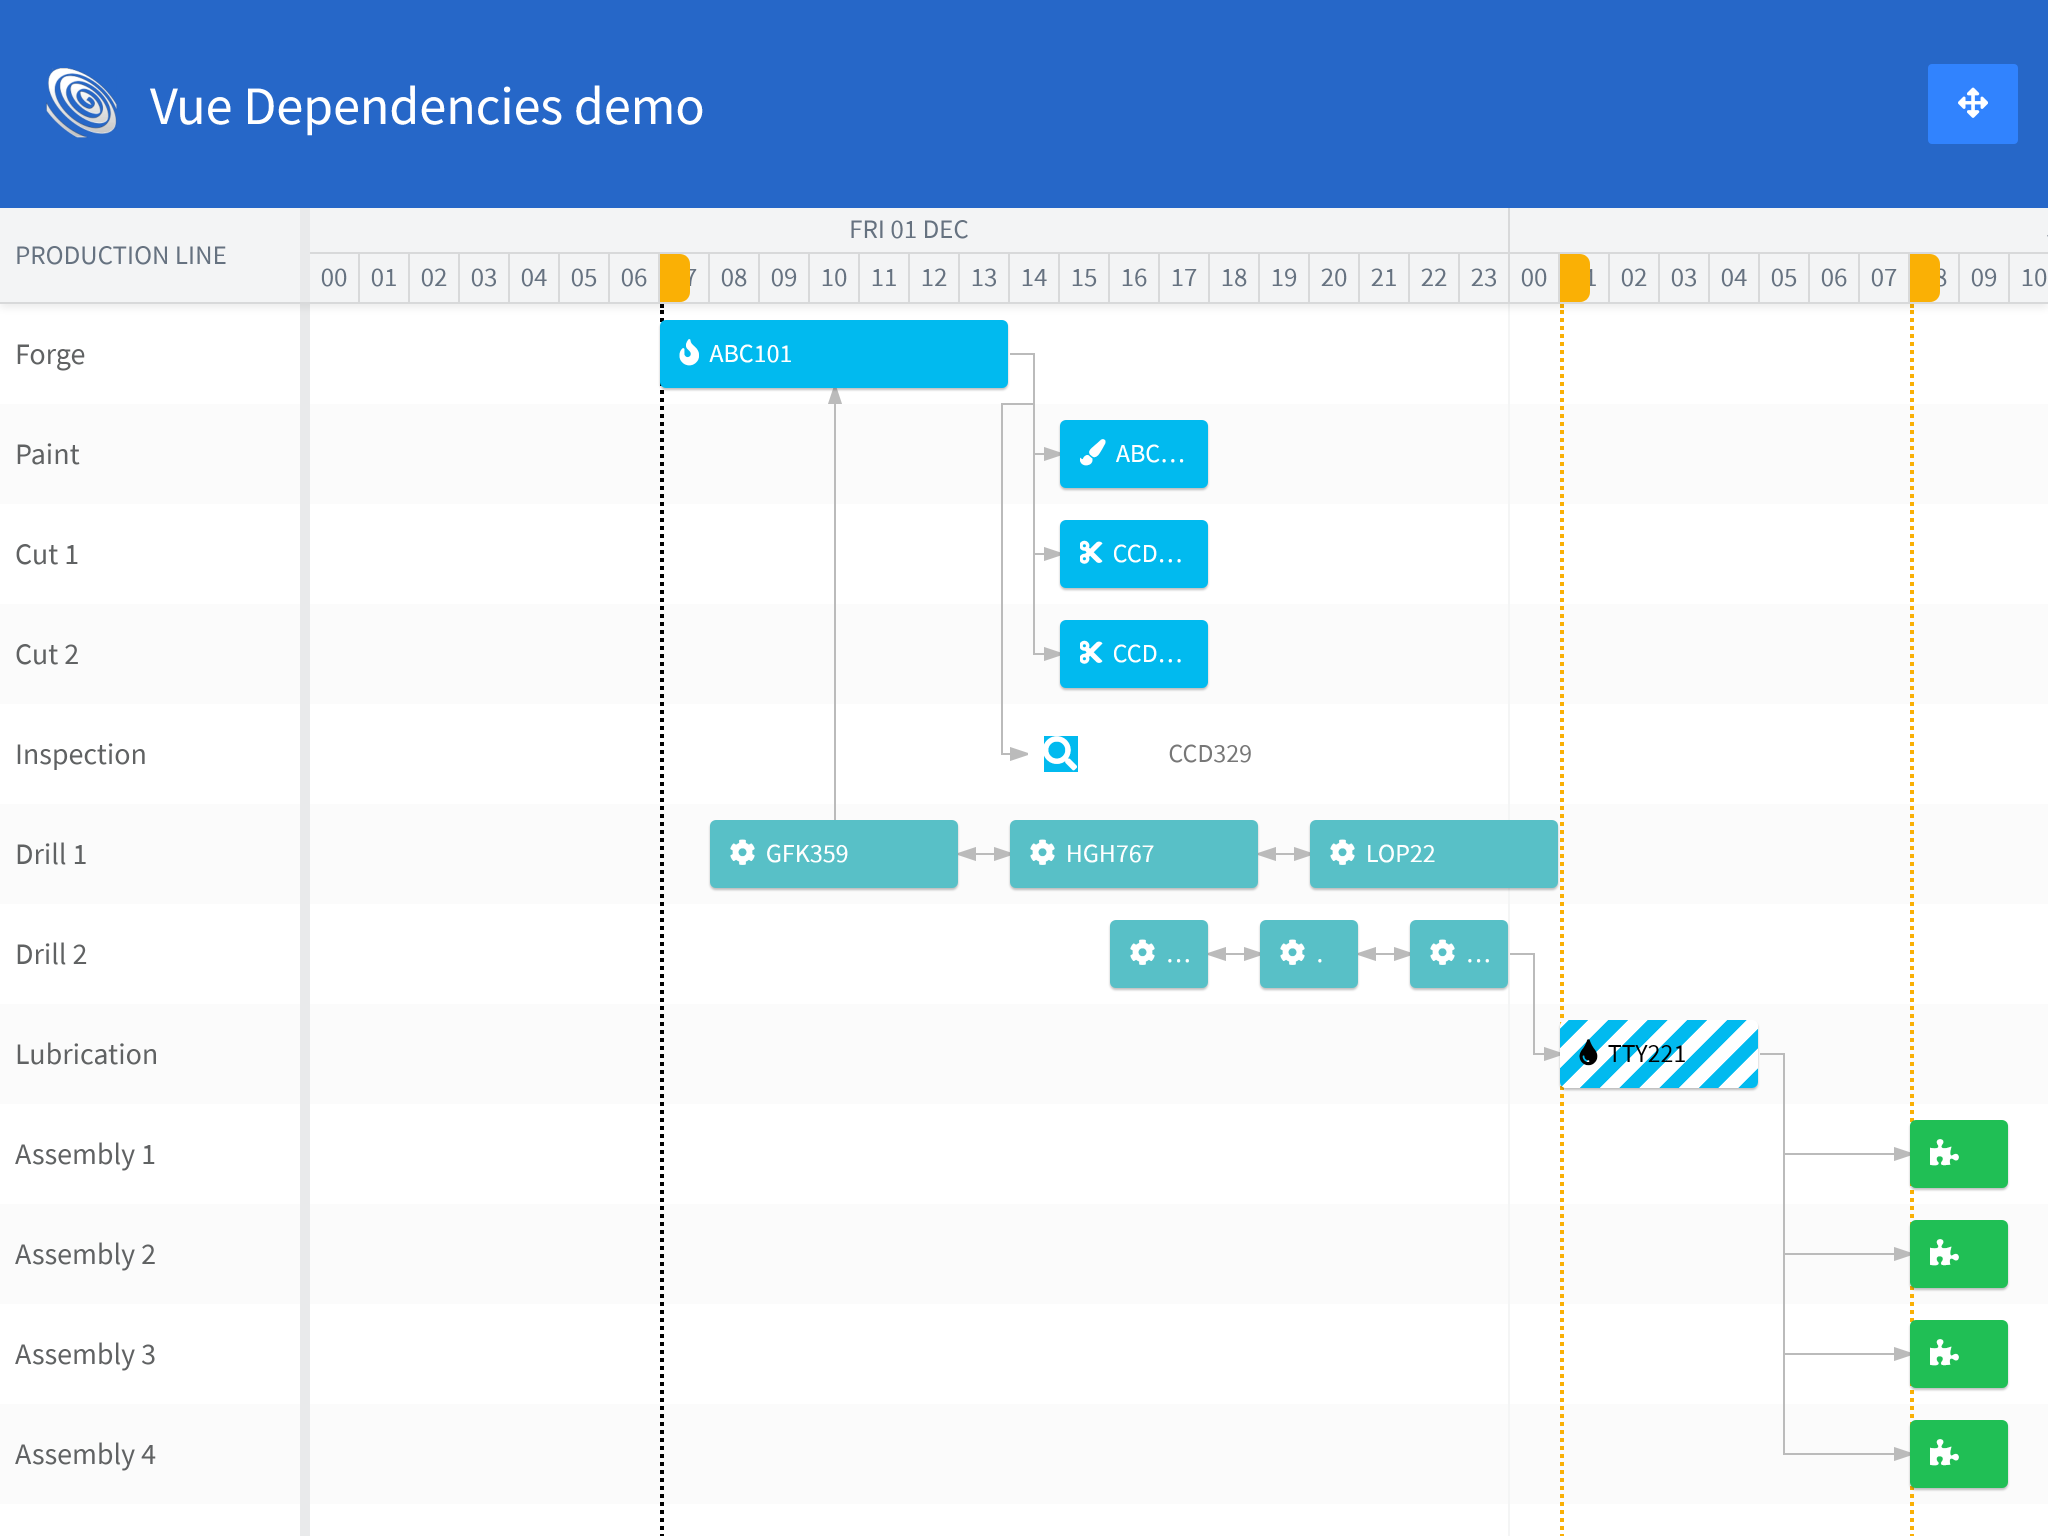 Vue Dependencies demo
PRODUCTION LINE
FRI 01 DEC
00 01 02 03 04 05 06 08 09 10 11 12 13 14 15 16 17 18 19 20 21 22 23 00 02 03 04 05 06 07 09 10
Forge
ABC101
Paint
ABC…
Cut 1
CCD…
Cut 2
CCD…
Inspection
CCD329
Drill 1
GFK359
HGH767
LOP22
Drill 2
…
.
…
Lubrication
TTY221
Assembly 1
Assembly 2
Assembly 3
Assembly 4